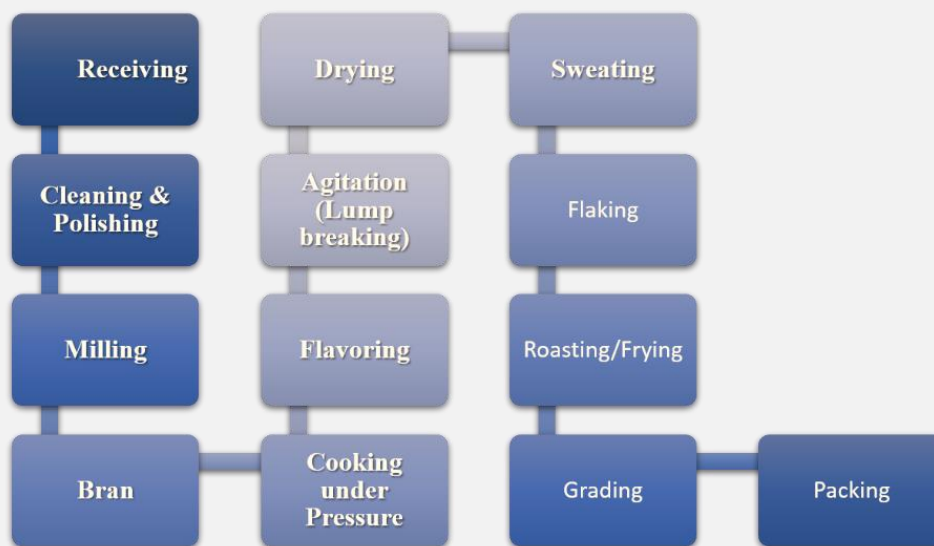 Receiving
Cleaning &
Polishing
Milling
Bran
Cooking
under
Pressure
Flavoring
Agitation
(Lump
breaking)
Drying
Sweating
Flaking
Roasting/Frying
Grading
Packing